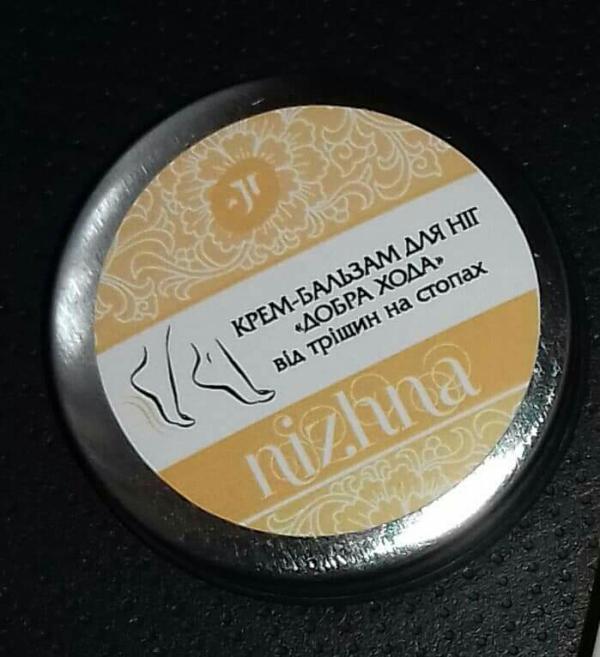 КРЕМ-БАЛЬЗАМ ДЛЯ НІГ
«ДОБРА ХОДА»
від тріщин на стопах
nizhna